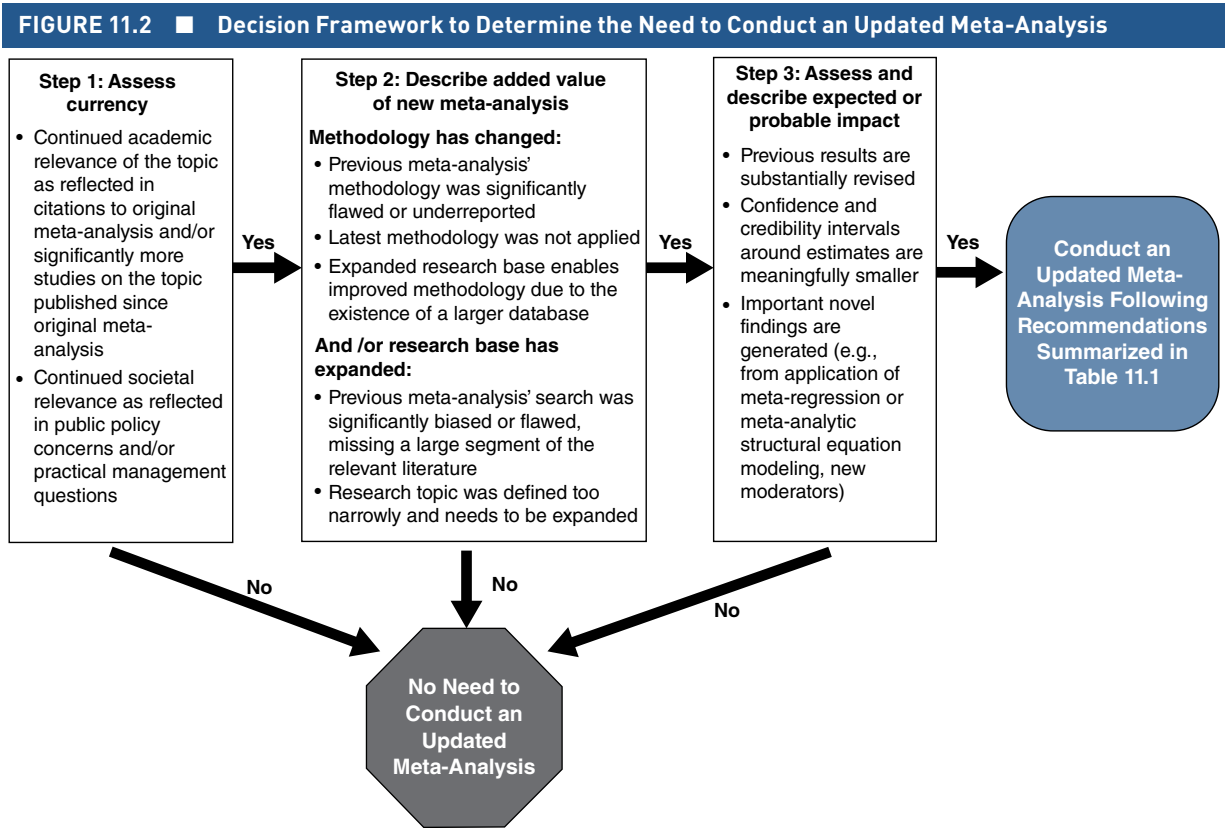 FIGURE 11.2 ■ Decision Framework to Determine the Need to Conduct an Updated Meta-Analysis
Step 1: Assess
currency
• Continued academic
relevance of the topic
as reflected in
citations to original
meta-analysis and/or
significantly more
studies on the topic
published since
original meta-
analysis
• Continued societal
relevance as reflected
in public policy
concerns and/or
practical management
questions
Yes
Step 2: Describe added value
of new meta-analysis
Methodology has changed:
• Previous meta-analysis’
methodology was significantly
flawed or underreported
• Latest methodology was not applied
• Expanded research base enables
improved methodology due to the
existence of a larger database
And /or research base has
expanded:
• Previous meta-analysis’ search was
significantly biased or flawed,
missing a large segment of the
relevant literature
• Research topic was defined too
narrowly and needs to be expanded
Yes
Step 3: Assess and
describe expected or
probable impact
• Previous results are
substantially revised
• Confidence and
credibility intervals
around estimates are
meaningfully smaller
• Important novel
findings are
generated (e.g.,
from application of
meta-regression or
meta-analytic
structural equation
modeling, new
moderators)
Yes
Conduct an
Updated Meta-
Analysis Following
Recommendations
Summarized in
Table 11.1
No
No
No
No Need to
Conduct an
Updated
Meta-Analysis